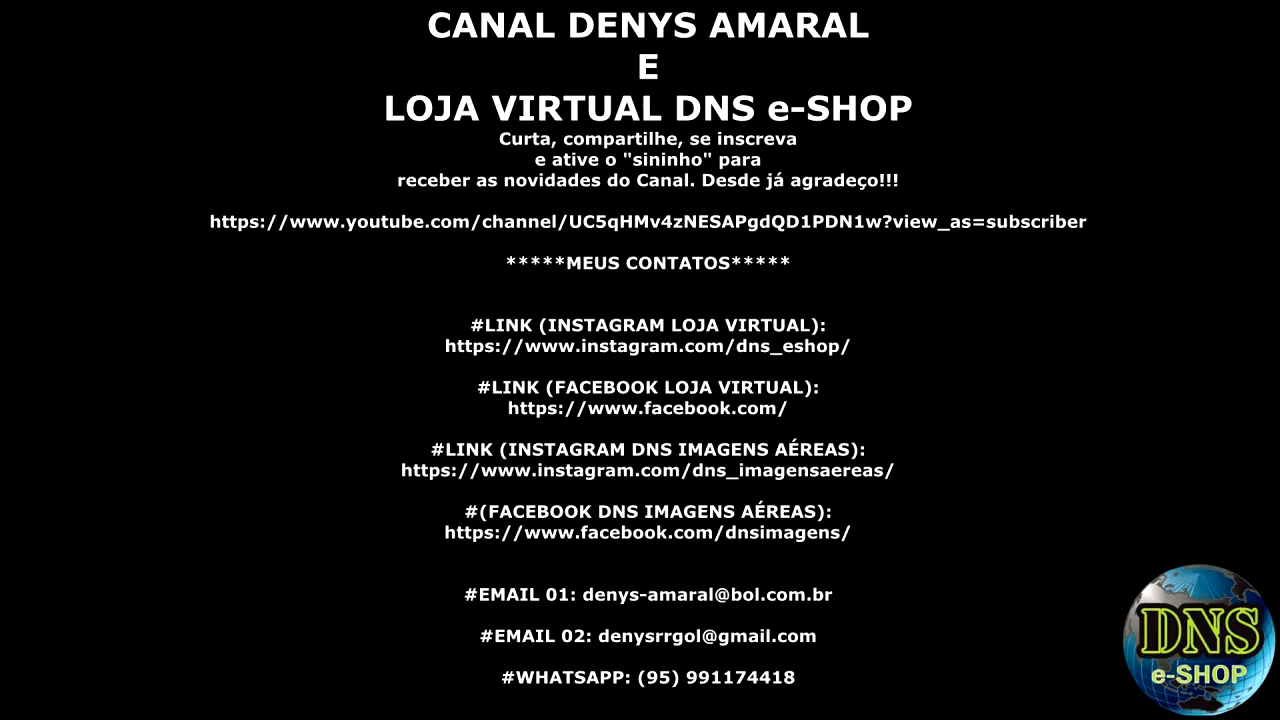 CANAL DENYS AMARAL
E
LOJA VIRTUAL DNS e-SHOP
Curta, compartilhe, se inscreva
e ative o "sininho" para
receber as novidades do Canal. Desde já agradeço!!!
https://www.youtube.com/channel/UC5qHMv4zNESAPgdQD1PDN1w?view_as=subscriber
*****MEUS CONTATOS*****
#LINK (INSTAGRAM LOJA VIRTUAL):
https://www.instagram.com/dns_eshop/
#LINK (FACEBOOK LOJA VIRTUAL):
https://www.facebook.com/
#LINK (INSTAGRAM DNS IMAGENS AÉREAS):
https://www.instagram.com/dns_imagensaereas/
#(FACEBOOK DNS IMAGENS AÉREAS):
https://www.facebook.com/dnsimagens/
#EMAIL 01: denys-amaral@bol.com.br
#EMAIL 02: denysrrgol@gmail.com
#WHATSAPP: (95) 991174418
DNS
e-SHOP